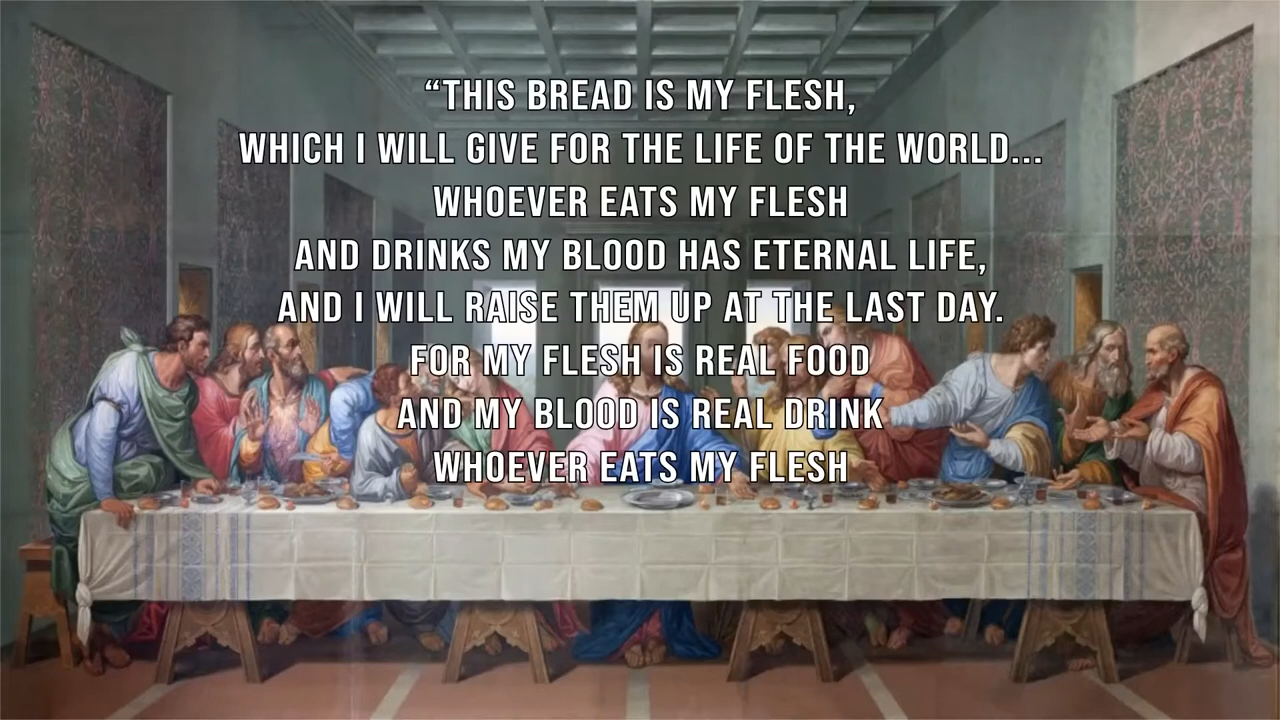 “THIS BREAD IS MY FLESH,
WHICH I WILL GIVE FOR THE LIFE OF THE WORLD...
WHOEVER EATS MY FLESH
AND DRINKS MY BLOOD HAS ETERNAL LIFE,
AND I WILL RAISE THEM UP AT THE LAST DAY.
FOR MY FLESH IS REAL FOOD
AND MY BLOOD IS REAL DRINK
WHOEVER EATS MY FLESH